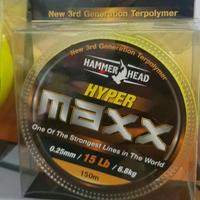 New 3rd Generation Terpolymer
New 3rd Generation Terpolymer
HAMMER HEAD
HYPER
maxx
One Of The Strongest Lines in The World
0.25mm / 15 Lb / 6.8kg
150m